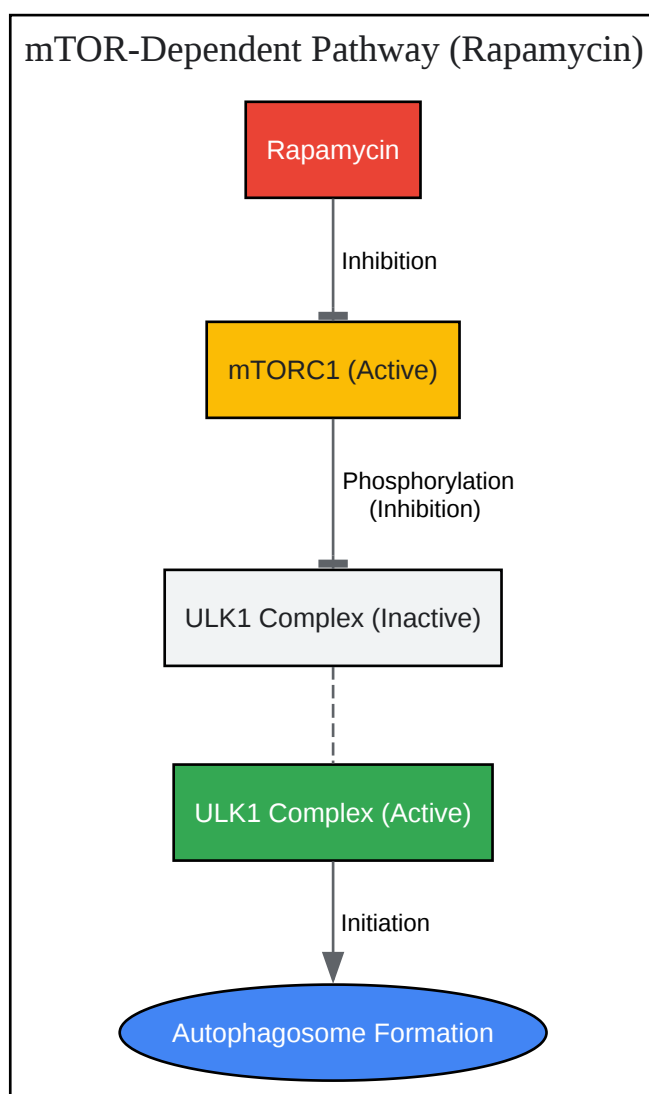 mTOR-Dependent Pathway (Rapamycin)
Rapamycin
Inhibition
mTORC1 (Active)
Phosphorylation
(Inhibition)
ULK1 Complex (Inactive)
ULK1 Complex (Active)
Initiation
Autophagosome Formation